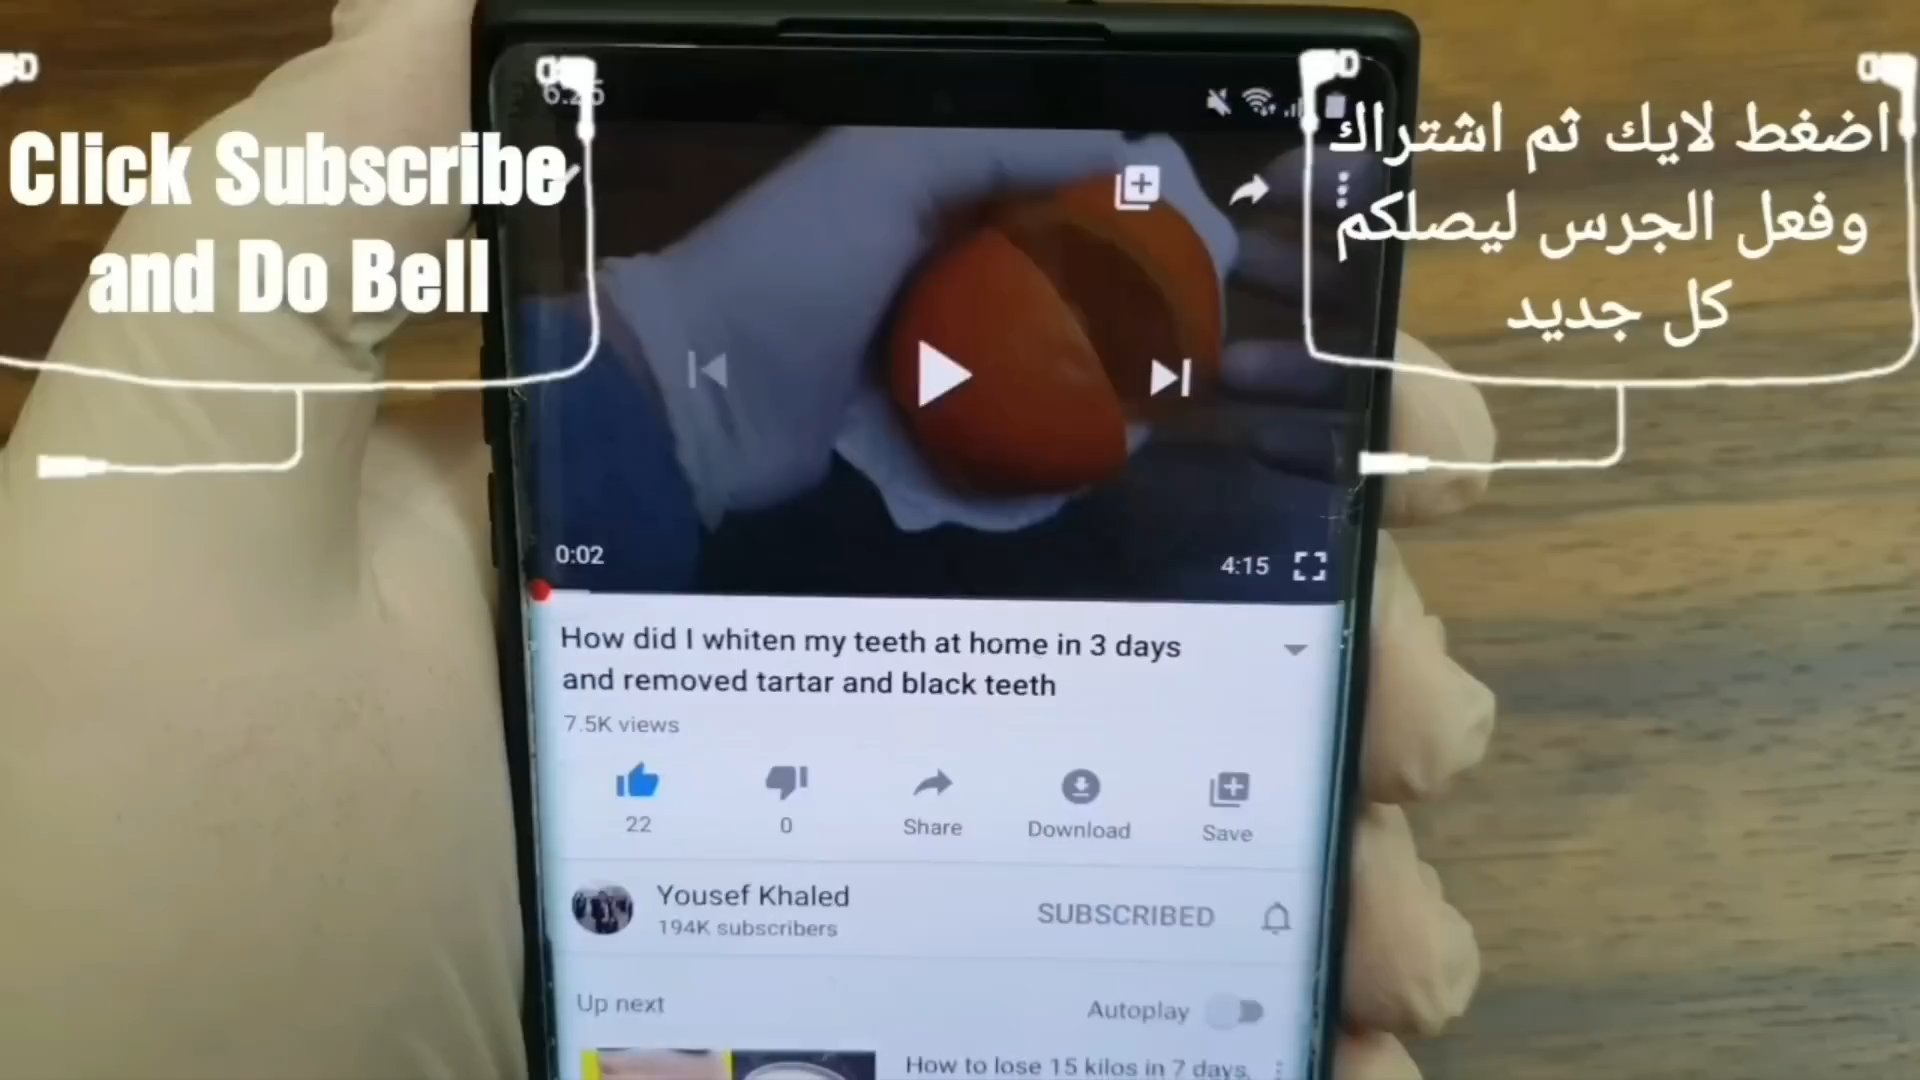 Click Subscribe
and Do Bell
اضغط لايك ثم اشتراك
وفعل الجرس ليصلكم
كل جديد
0:02
4:15
How did I whiten my teeth at home in 3 days
and removed tartar and black teeth
7.5K views
22
0
Share
Download
Save
Yousef Khaled
194K subscribers
SUBSCRIBED
Up next
Autoplay
How to lose 15 kilos in 7 days,